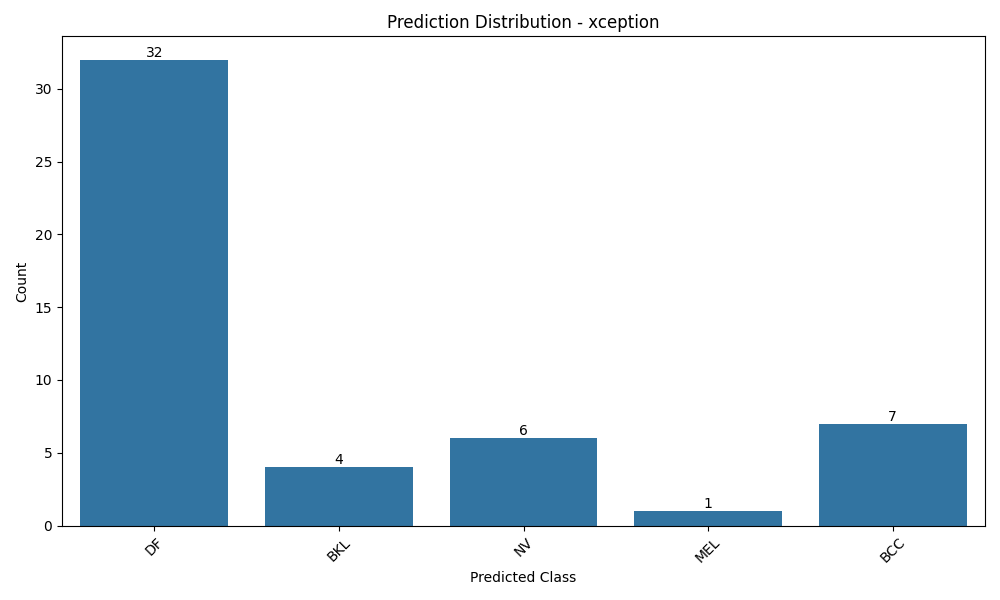 Prediction Distribution - xception
32
4
6
1
7
30
25
20
15
10
5
0
Count
DF
BKL
NV
MEL
BCC
Predicted Class